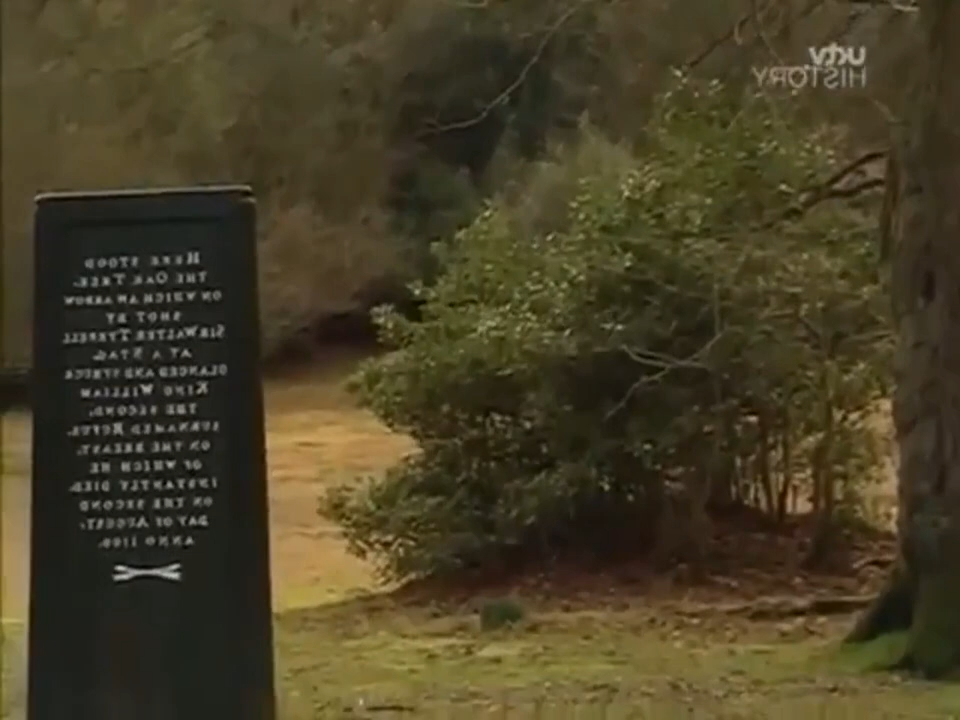 uktv
HISTORY
HERE STOOD
THE OAK TREE,
ON WHICH AN ARROW
SHOT BY
SIR WALTER TYRRELL
AT A STAG,
GLANCED AND STRUCK
KING WILLIAM
THE SECOND,
SURNAMED RUFUS,
ON THE BREAST,
OF WHICH HE
INSTANTLY DIED,
ON THE SECOND
DAY OF AUGUST,
ANNO 1100.